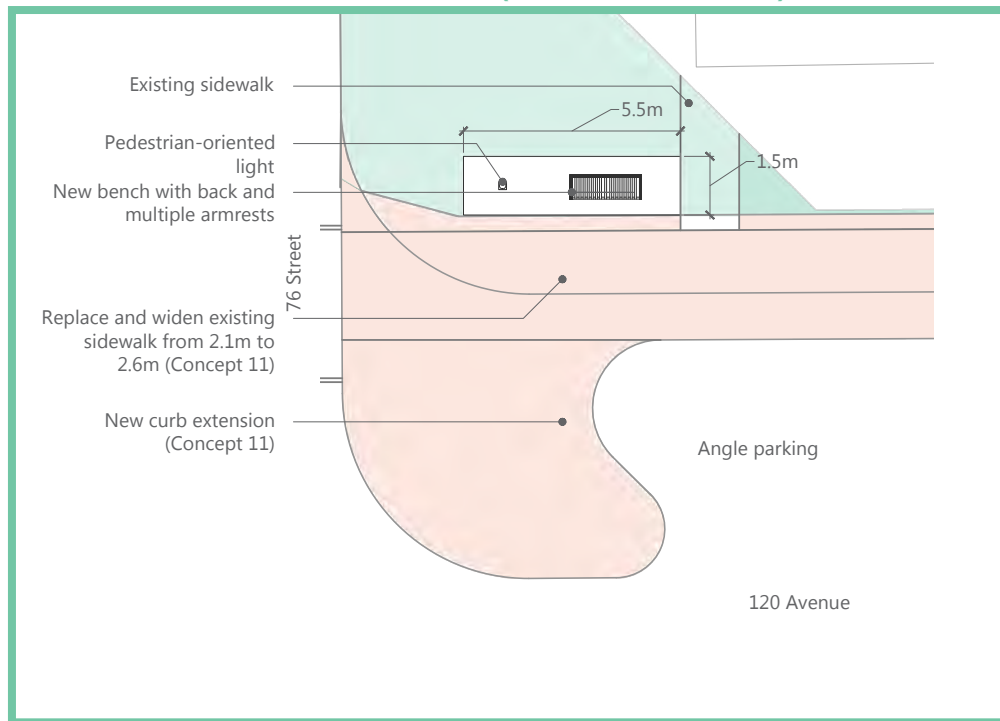 Existing sidewalk
5.5m
Pedestrian-oriented
light
1.5m
New bench with back and
multiple armrests
76 Street
Replace and widen existing
sidewalk from 2.1m to
2.6m (Concept 11)
New curb extension
(Concept 11)
Angle parking
120 Avenue